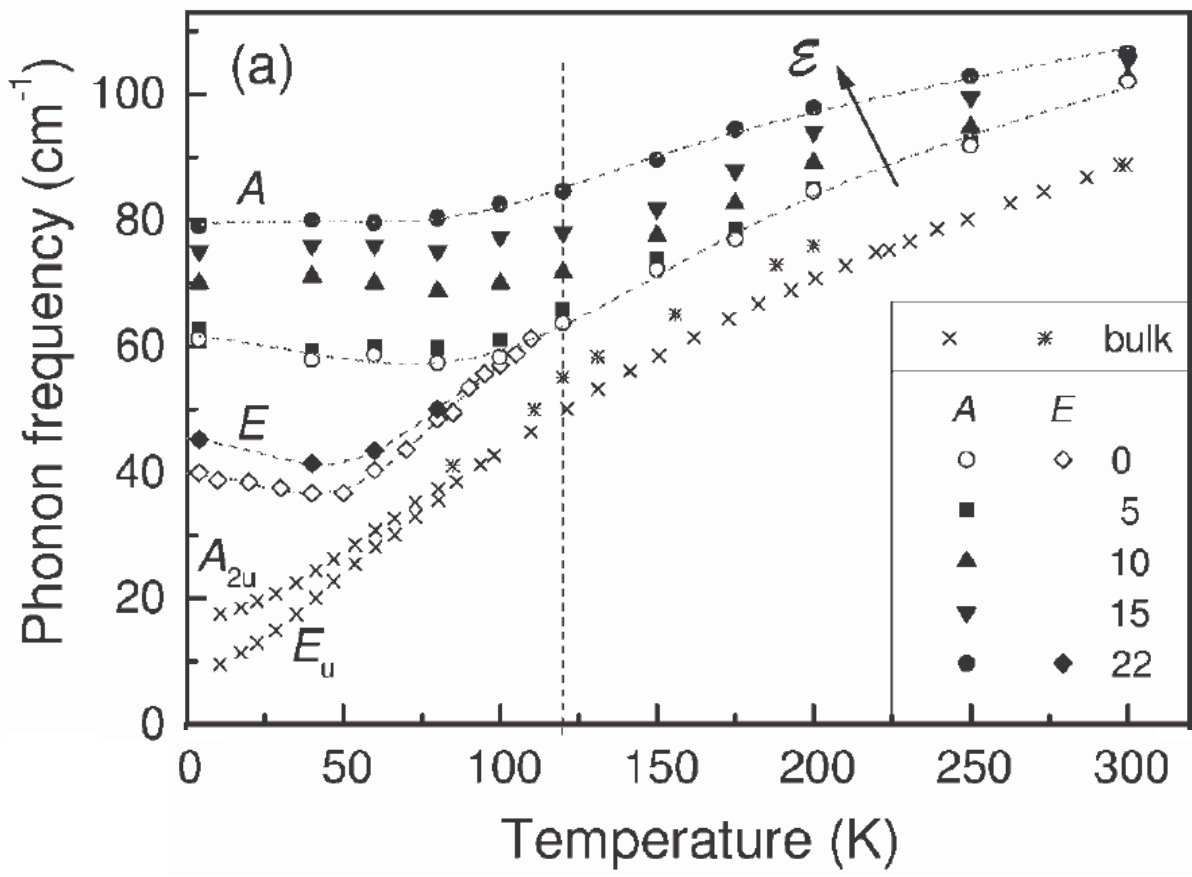 (a)
ℰ
Phonon frequency (cm⁻¹)
100
80
60
40
20
0
A
E
A₂ᵤ
Eᵤ
bulk
A E
0
5
10
15
22
0 50 100 150 200 250 300
Temperature (K)